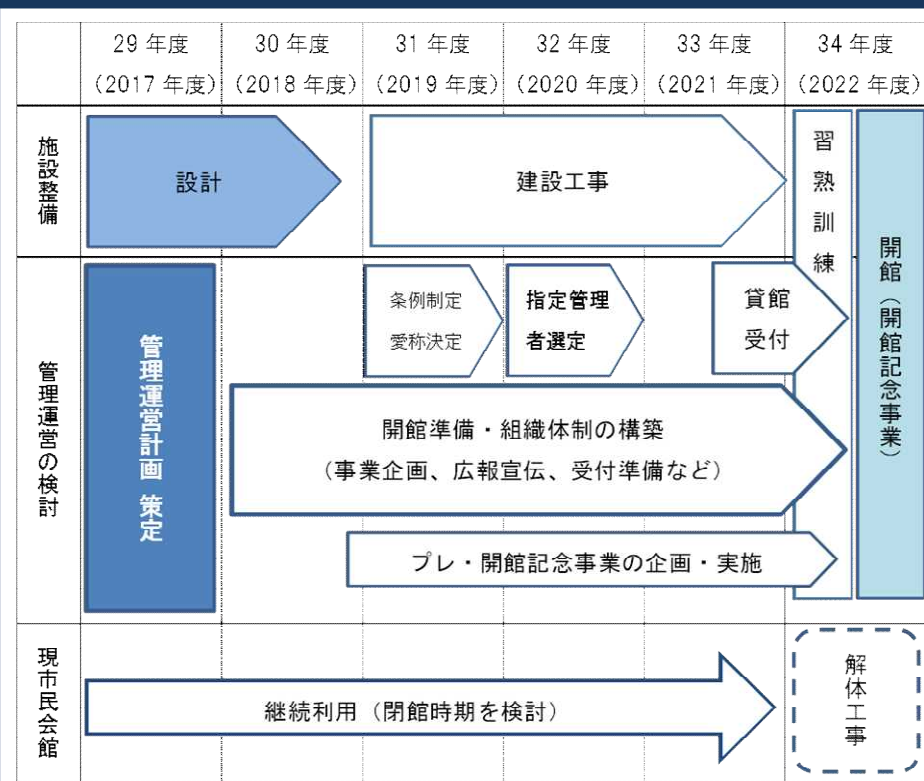 29 年度
(2017 年度)
30 年度
(2018 年度)
31 年度
(2019 年度)
32 年度
(2020 年度)
33 年度
(2021 年度)
34 年度
(2022 年度)
施設整備
設計
建設工事
習熟訓練
開館（開館記念事業）
管理運営の検討
管理運営計画 策定
条例制定
愛称決定
指定管理
者選定
貸館
受付
開館準備・組織体制の構築
（事業企画、広報宣伝、受付準備など）
プレ・開館記念事業の企画・実施
現市民会館
継続利用（閉館時期を検討）
解体工事